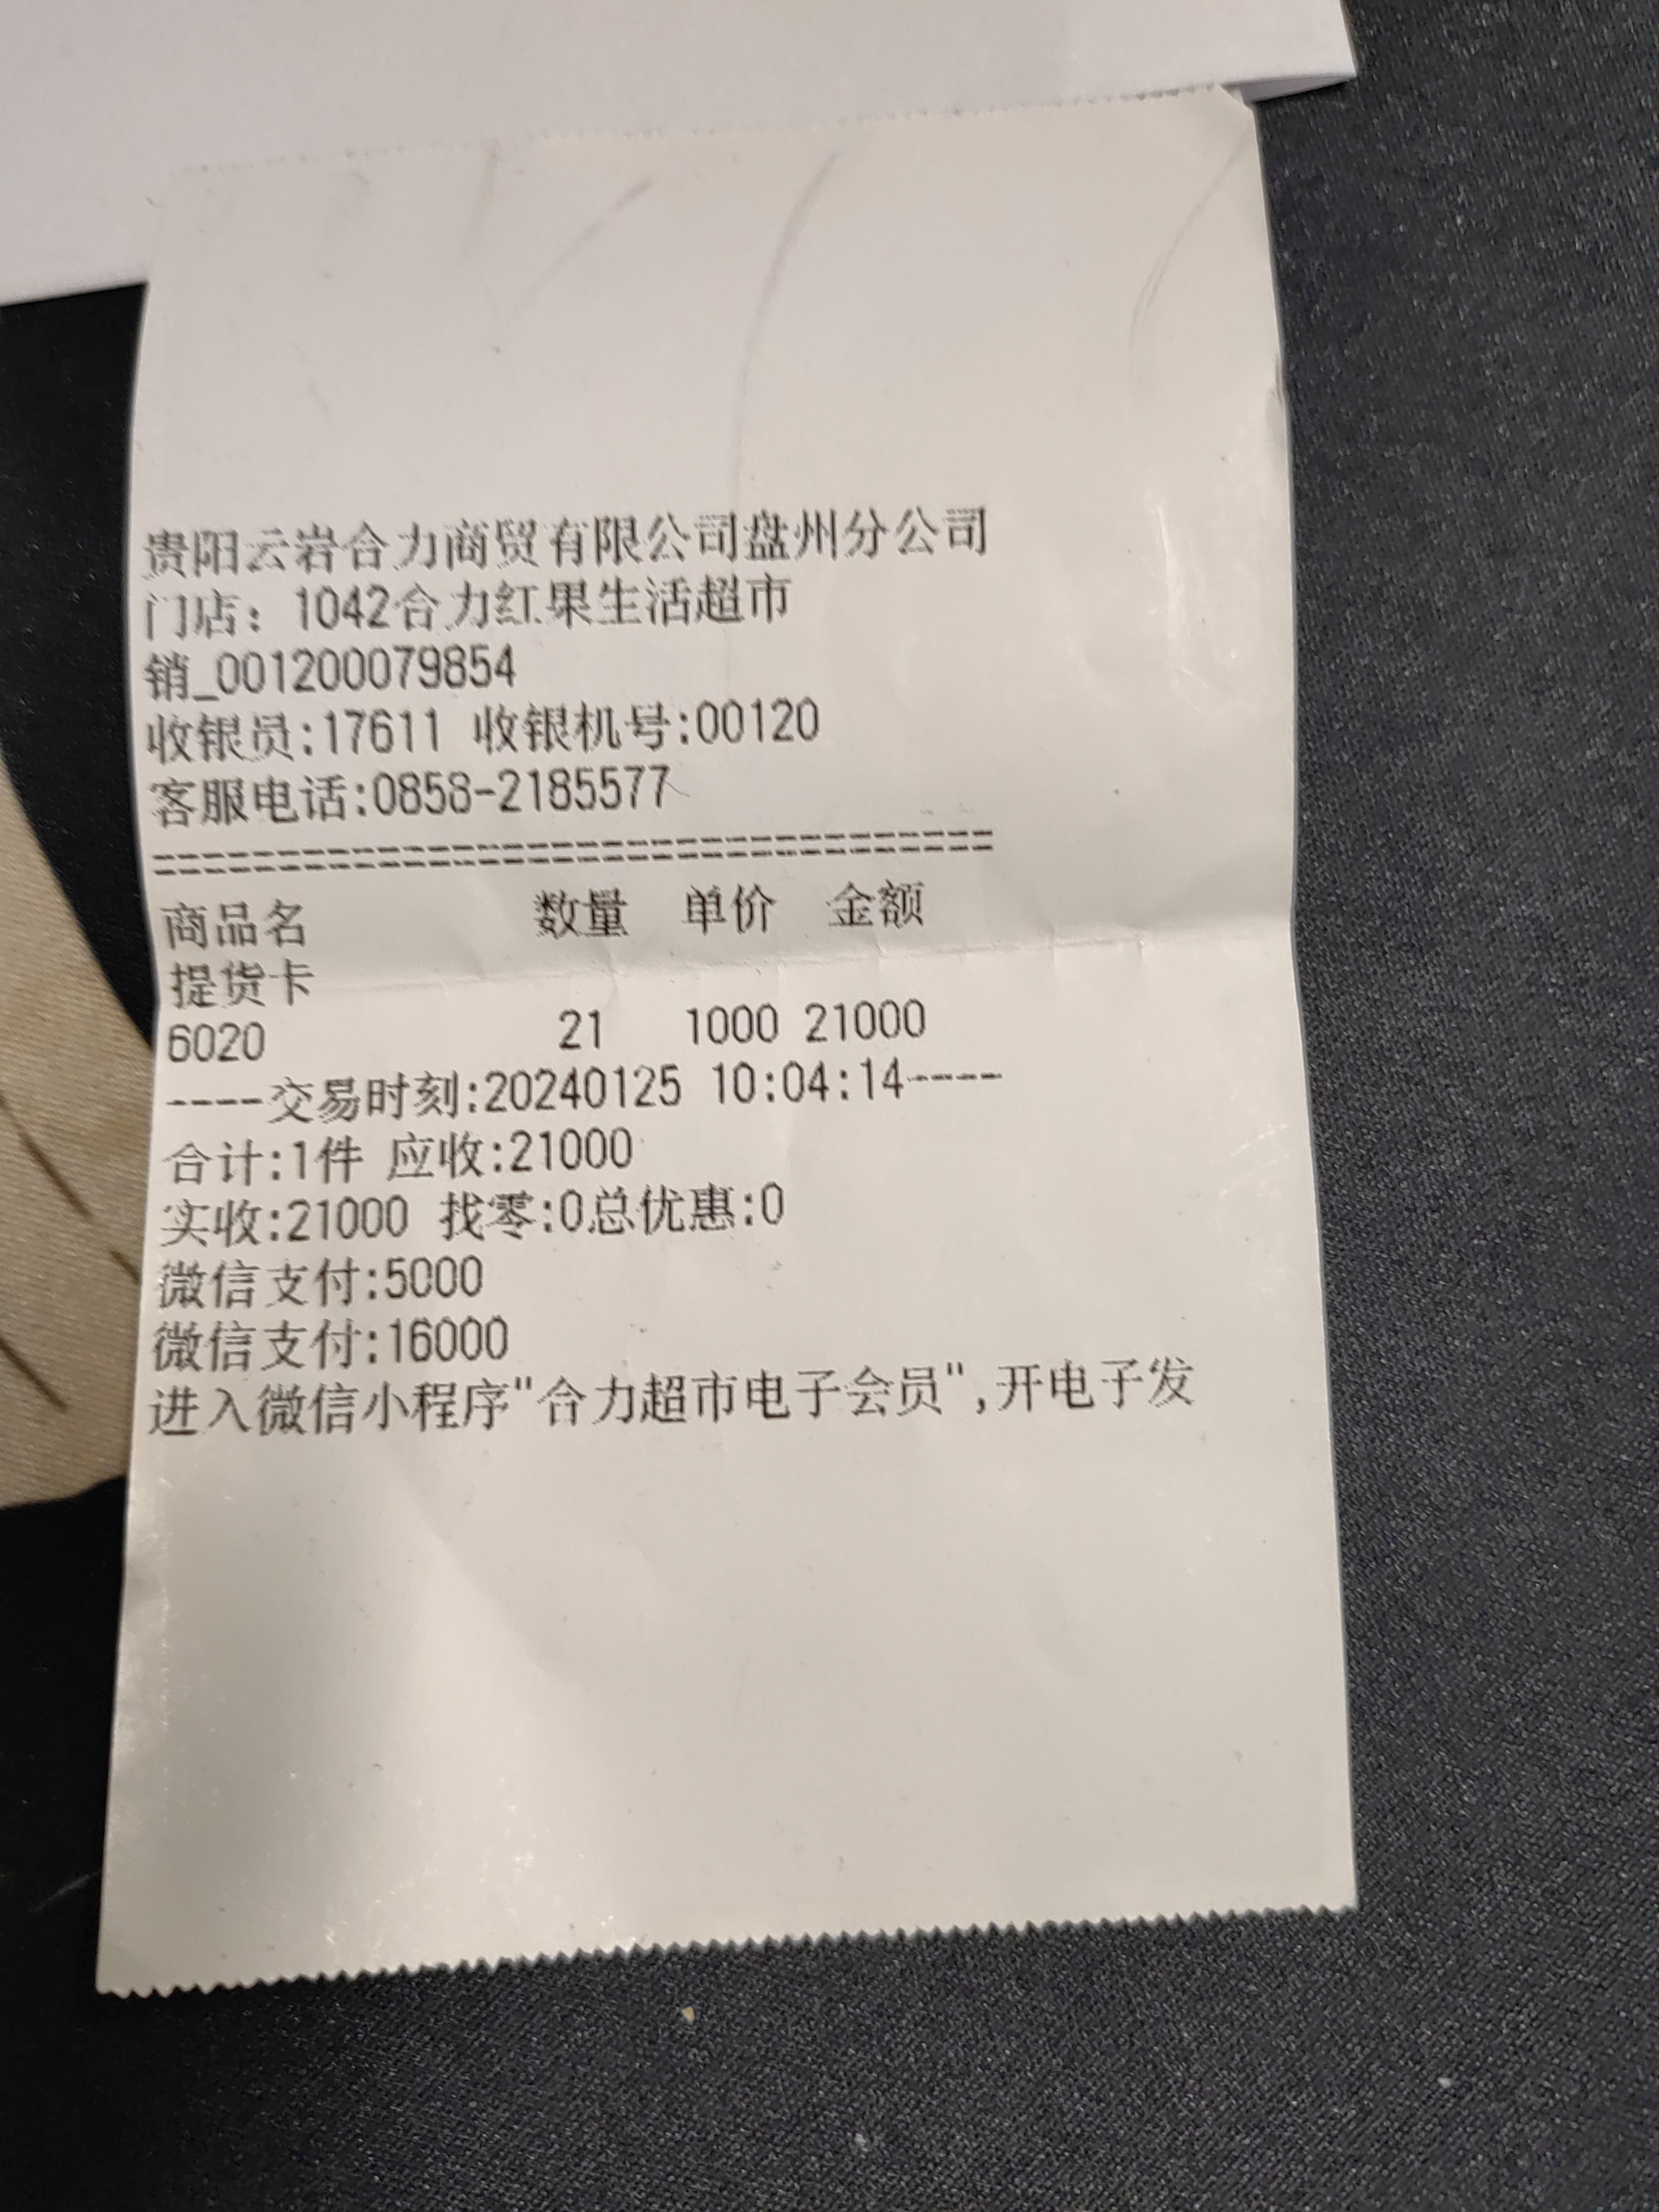 贵阳云岩合力商贸有限公司盘州分公司
门店：1042合力红果生活超市
销_001200079854
收银员:17611 收银机号:00120
客服电话:0858-2185577
==================================
商品名 数量 单价 金额
提货卡
6020 21 1000 21000
----交易时刻:20240125 10:04:14----
合计:1件 应收:21000
实收:21000 找零:0总优惠:0
微信支付:5000
微信支付:16000
进入微信小程序"合力超市电子会员",开电子发